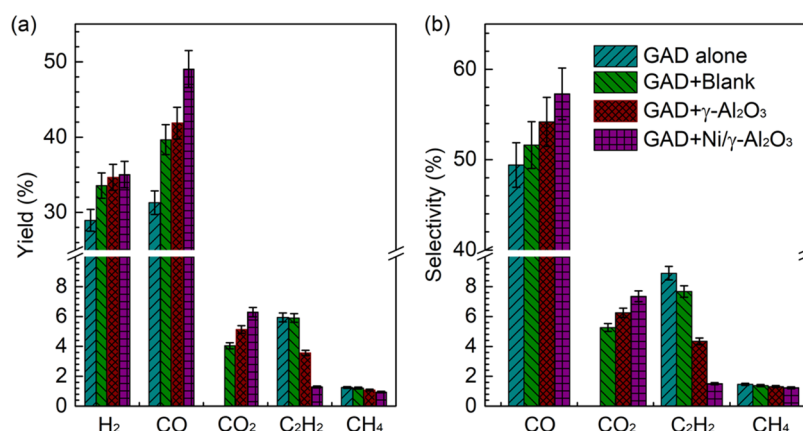 (a)
Yield (%)
50
40
30
8
6
4
2
0
H₂ CO CO₂ C₂H₂ CH₄
(b)
Selectivity (%)
60
50
40
8
6
4
2
0
CO CO₂ C₂H₂ CH₄
GAD alone
GAD+Blank
GAD+γ-Al₂O₃
GAD+Ni/γ-Al₂O₃